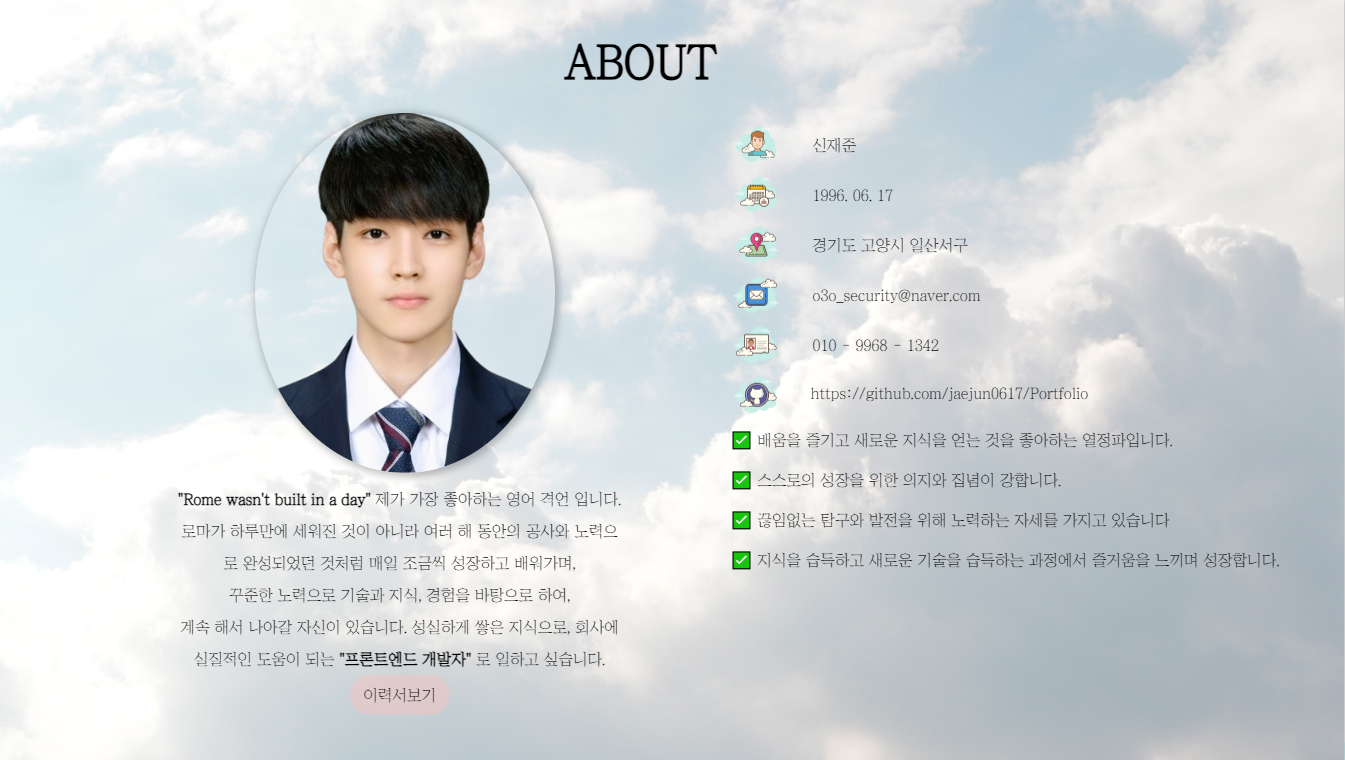 ABOUT
신재준
1996. 06. 17
경기도 고양시 일산서구
o3o_security@naver.com
010 - 9968 - 1342
https://github.com/jaejun0617/Portfolio
배움을 즐기고 새로운 지식을 얻는 것을 좋아하는 열정파입니다.
스스로의 성장을 위한 의지와 집념이 강합니다.
끊임없는 탐구와 발전을 위해 노력하는 자세를 가지고 있습니다
지식을 습득하고 새로운 기술을 습득하는 과정에서 즐거움을 느끼며 성장합니다.
"Rome wasn't built in a day" 제가 가장 좋아하는 영어 격언 입니다.
로마가 하루만에 세워진 것이 아니라 여러 해 동안의 공사와 노력으
로 완성되었던 것처럼 매일 조금씩 성장하고 배워가며,
꾸준한 노력으로 기술과 지식, 경험을 바탕으로 하여,
계속 해서 나아갈 자신이 있습니다. 성실하게 쌓은 지식으로, 회사에
실질적인 도움이 되는 "프론트엔드 개발자" 로 일하고 싶습니다.
이력서보기